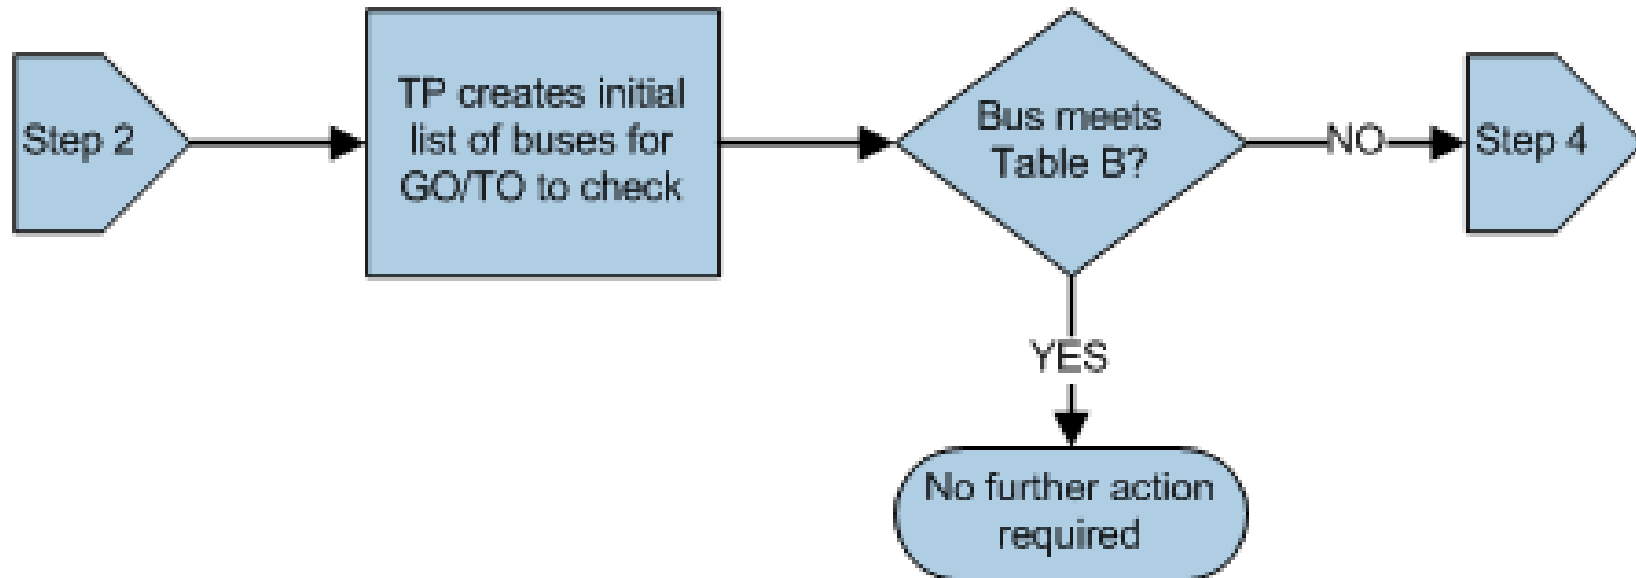 Step 2
TP creates initial
list of buses for
GO/TO to check
Bus meets
Table B?
NO
Step 4
YES
No further action
required